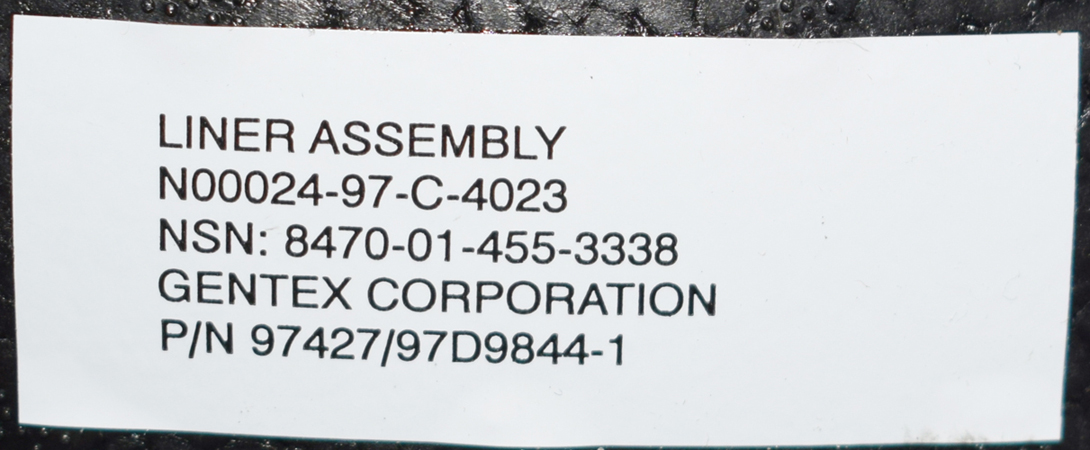 LINER ASSEMBLY
N00024-97-C-4023
NSN: 8470-01-455-3338
GENTEX CORPORATION
P/N 97427/97D9844-1